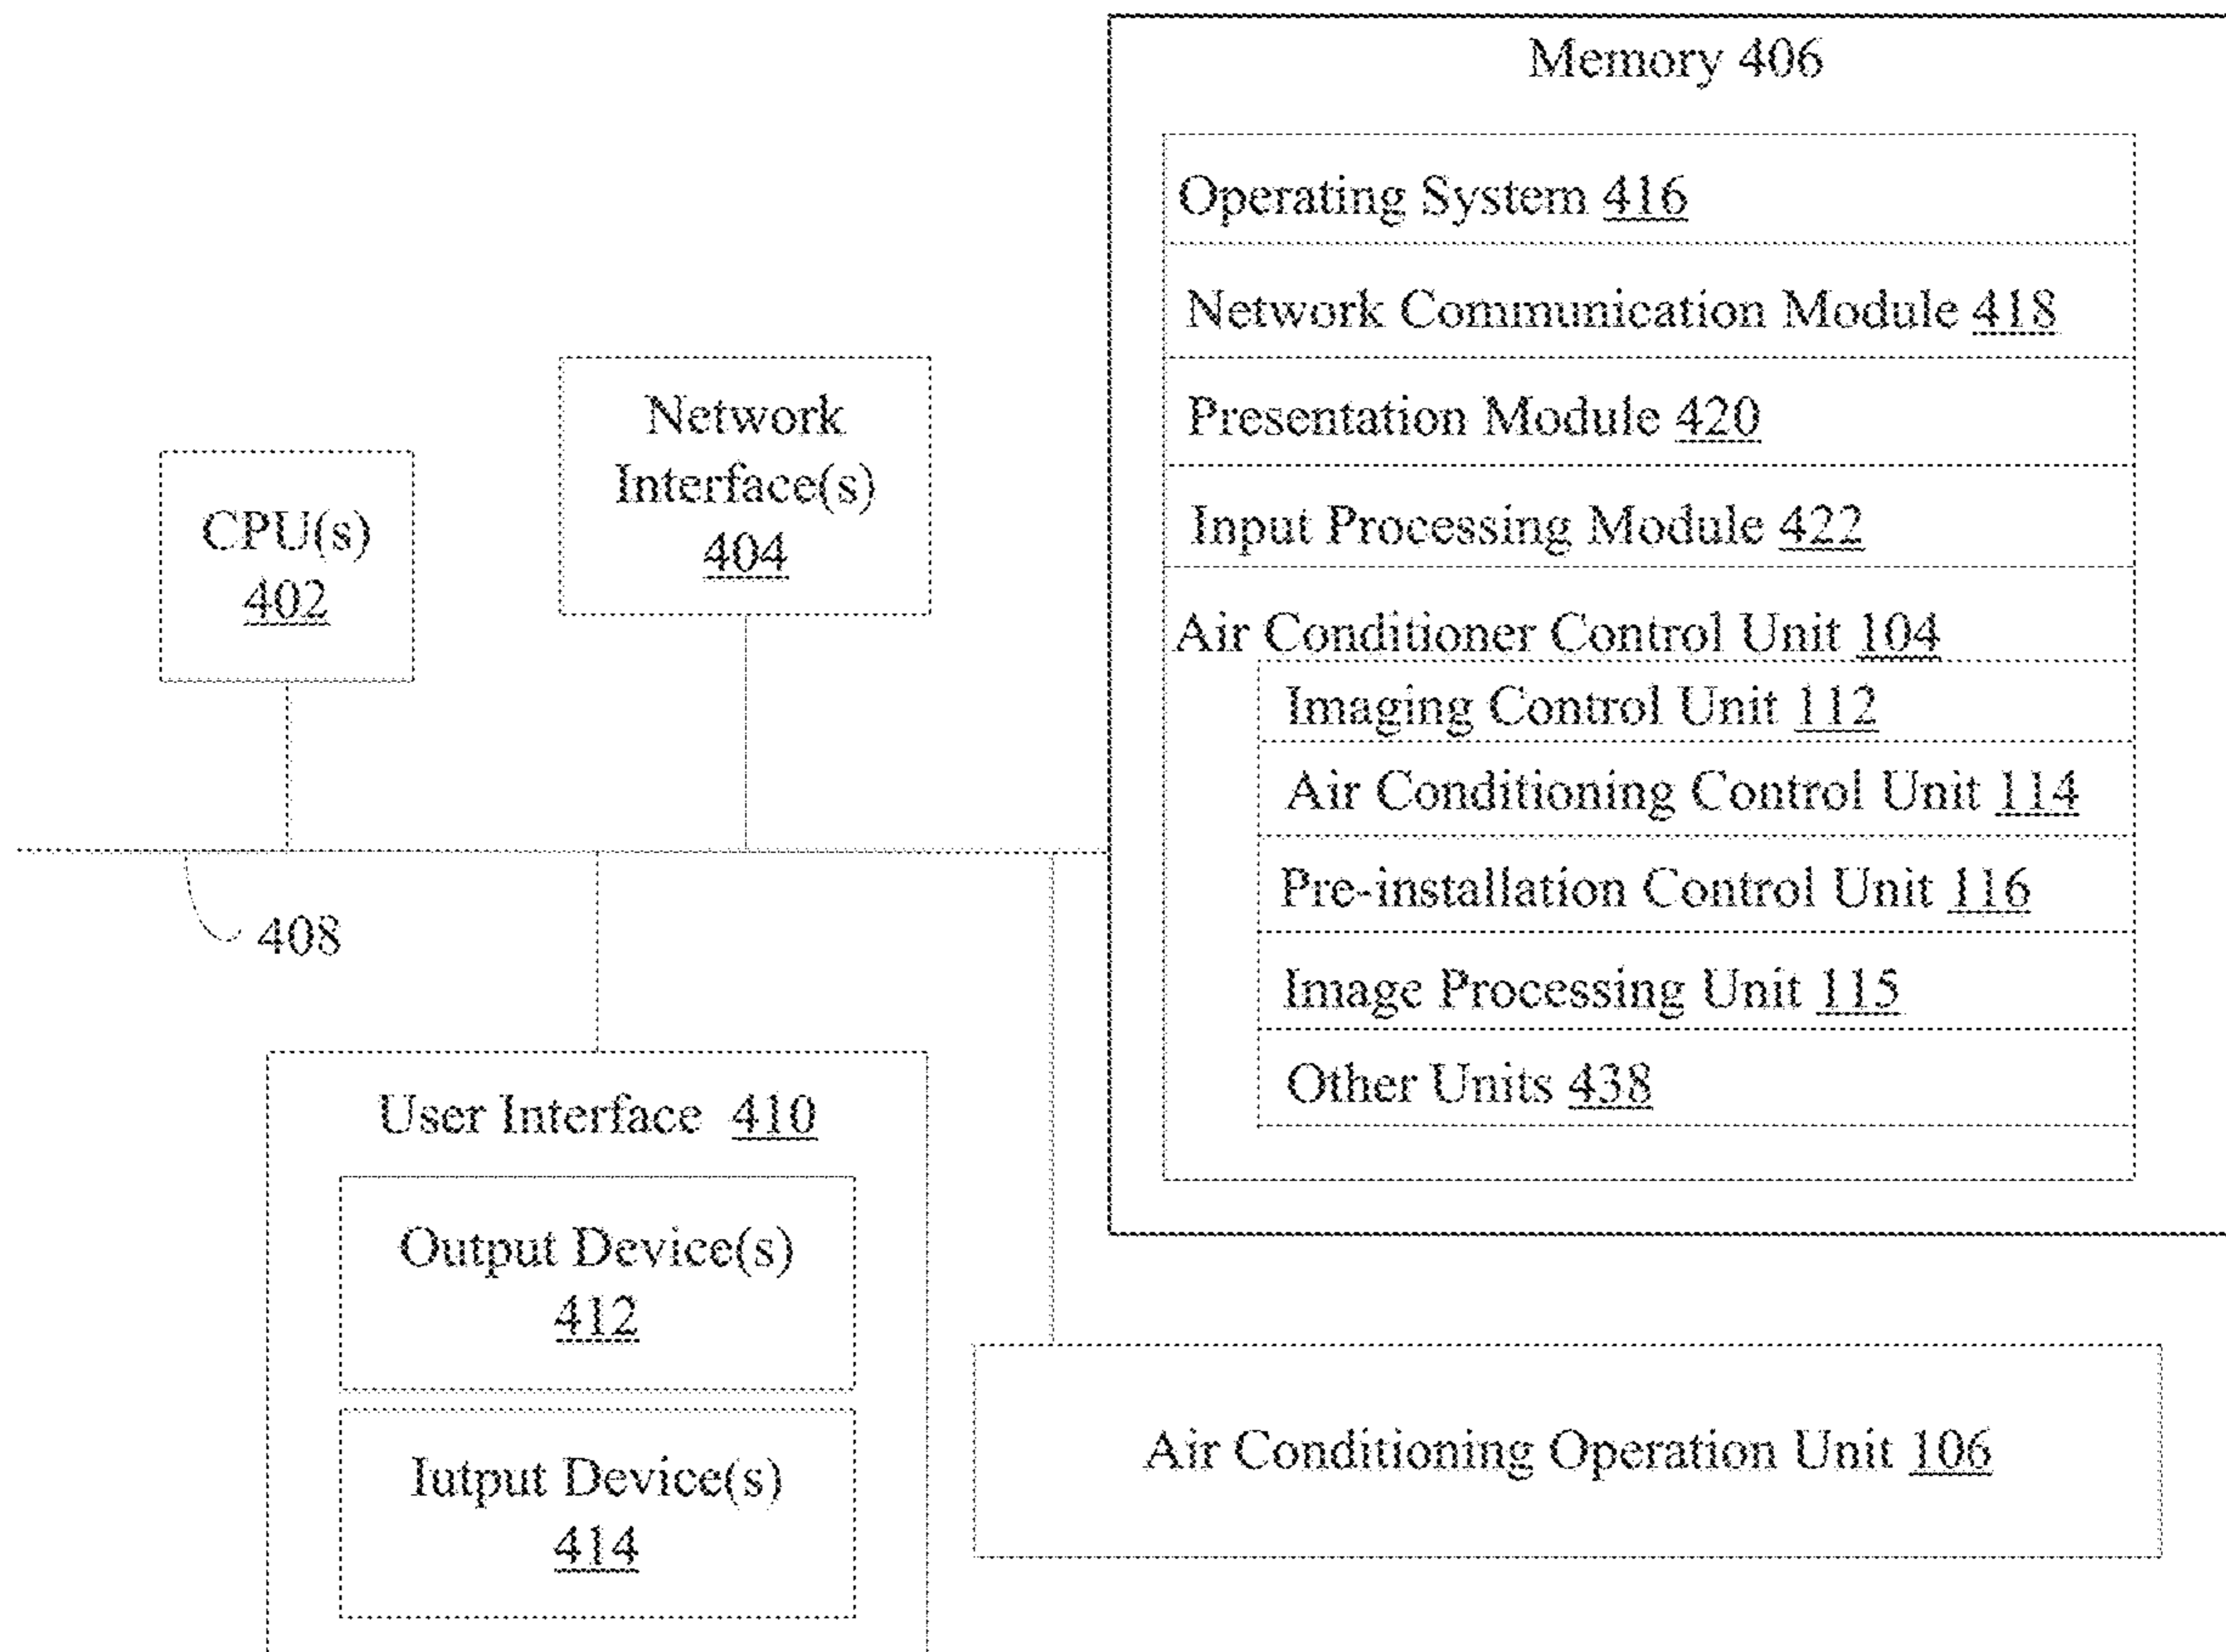 Memory 406
Operating System 416
Network Communication Module 418
Presentation Module 420
Input Processing Module 422
Air Conditioner Control Unit 104
Imaging Control Unit 112
Air Conditioning Control Unit 114
Pre-installation Control Unit 116
Image Processing Unit 115
Other Units 438
CPU(s)
402
Network
Interface(s)
404
408
User Interface 410
Output Device(s)
412
Iutput Device(s)
414
Air Conditioning Operation Unit 106